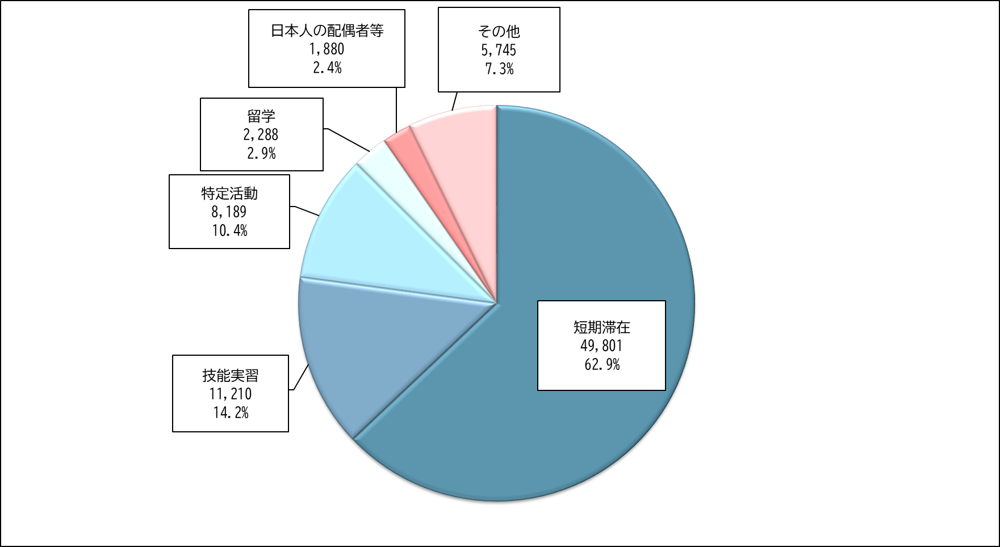 日本人の配偶者等
1,880
2.4%
その他
5,745
7.3%
留学
2,288
2.9%
特定活動
8,189
10.4%
短期滞在
49,801
62.9%
技能実習
11,210
14.2%